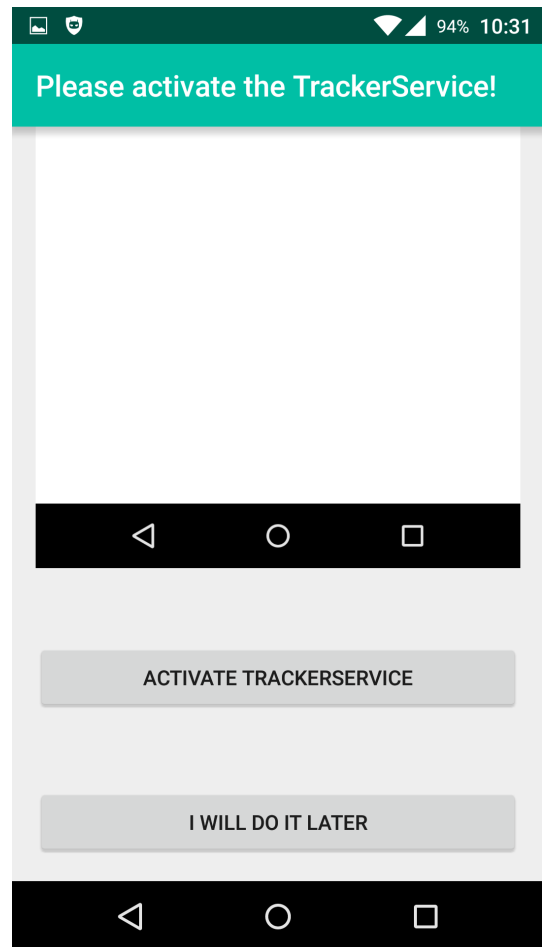 94% 10:31
Please activate the TrackerService!
ACTIVATE TRACKERSERVICE
I WILL DO IT LATER